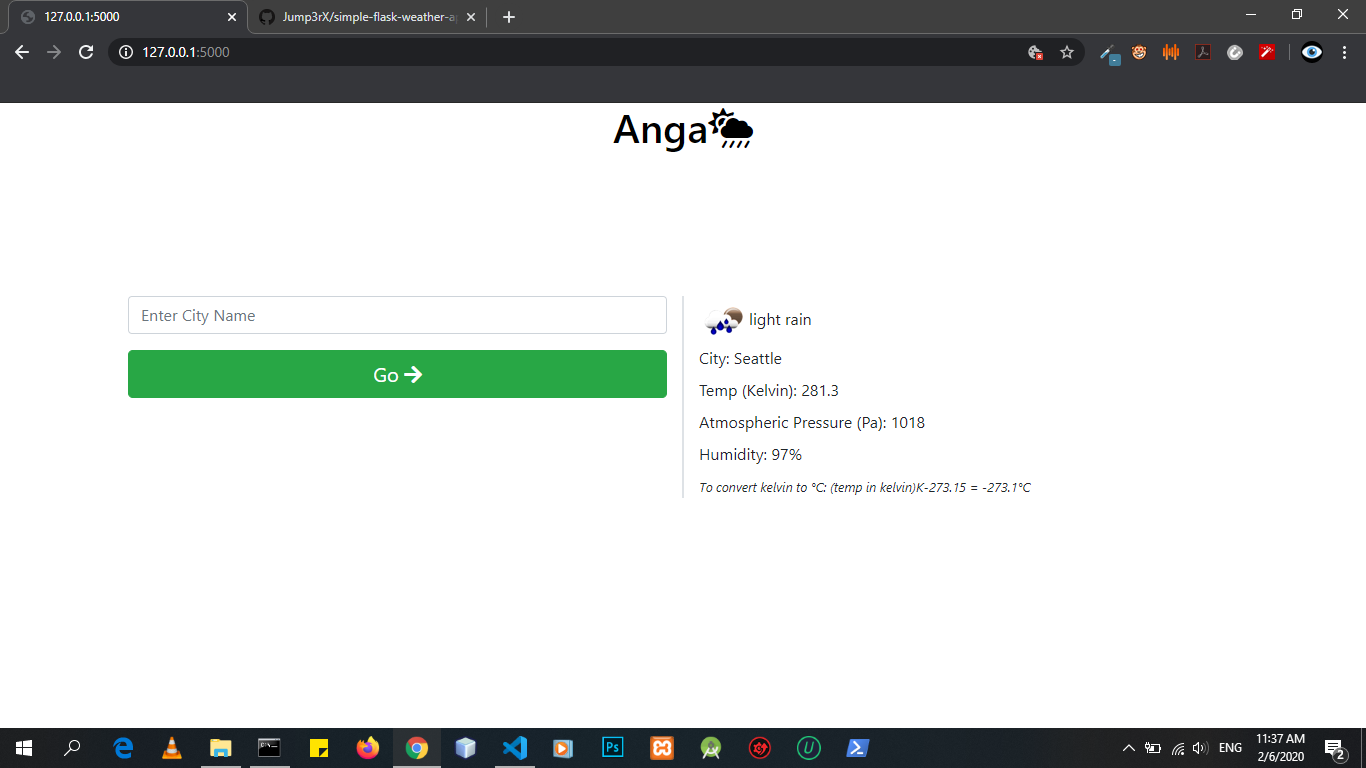 127.0.0.1:5000
Jump3rX/simple-flask-weather-a
127.0.0.1:5000
Anga
Enter City Name
Go
light rain
City: Seattle
Temp (Kelvin): 281.3
Atmospheric Pressure (Pa): 1018
Humidity: 97%
To convert kelvin to °C: (temp in kelvin)K-273.15 = -273.1°C
Ps
ENG
11:37 AM
2/6/2020
2